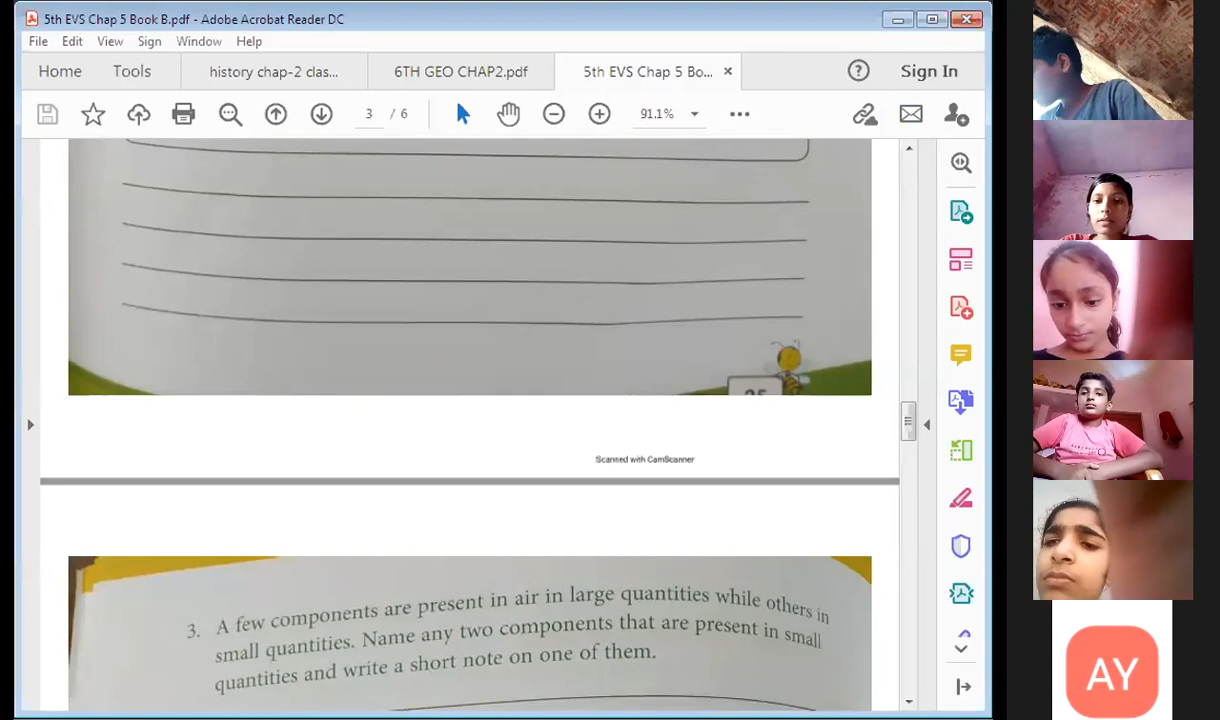 5th EVS Chap 5 Book B.pdf - Adobe Acrobat Reader DC
File Edit View Sign Window Help
Home Tools history chap-2 clas... 6TH GEO CHAP2.pdf 5th EVS Chap 5 Bo... × Sign In
3 / 6 91.1%
Scanned with CamScanner
3. A few components are present in air in large quantities while others in
small quantities. Name any two components that are present in small
quantities and write a short note on one of them.
AY